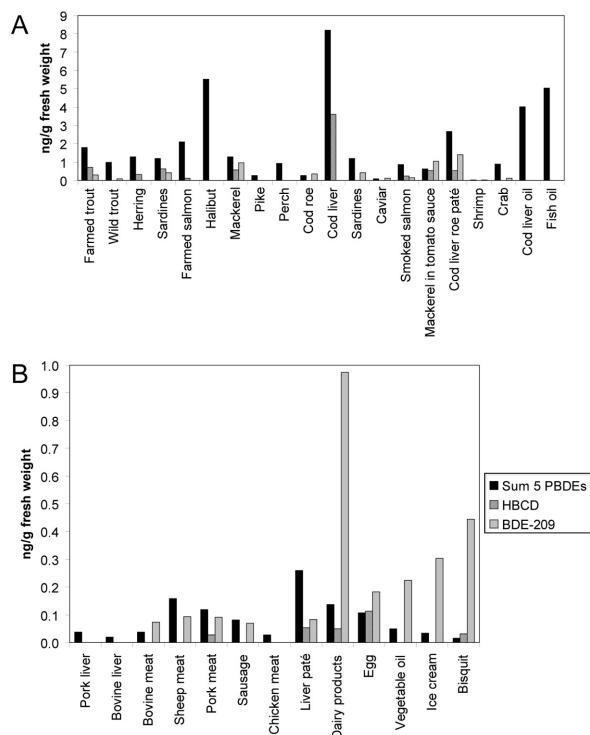 A
ng/g fresh weight
9
8
7
6
5
4
3
2
1
0
Farmed trout
Wild trout
Herring
Sardines
Farmed salmon
Halibut
Mackerel
Pike
Perch
Cod roe
Cod liver
Sardines
Caviar
Smoked salmon
Mackerel in tomato sauce
Cod liver roe paté
Shrimp
Crab
Cod liver oil
Fish oil
B
ng/g fresh weight
1.0
0.9
0.8
0.7
0.6
0.5
0.4
0.3
0.2
0.1
0.0
Pork liver
Bovine liver
Bovine meat
Sheep meat
Pork meat
Sausage
Chicken meat
Liver paté
Dairy products
Egg
Vegetable oil
Ice cream
Bisquit
Sum 5 PBDEs
HBCD
BDE-209